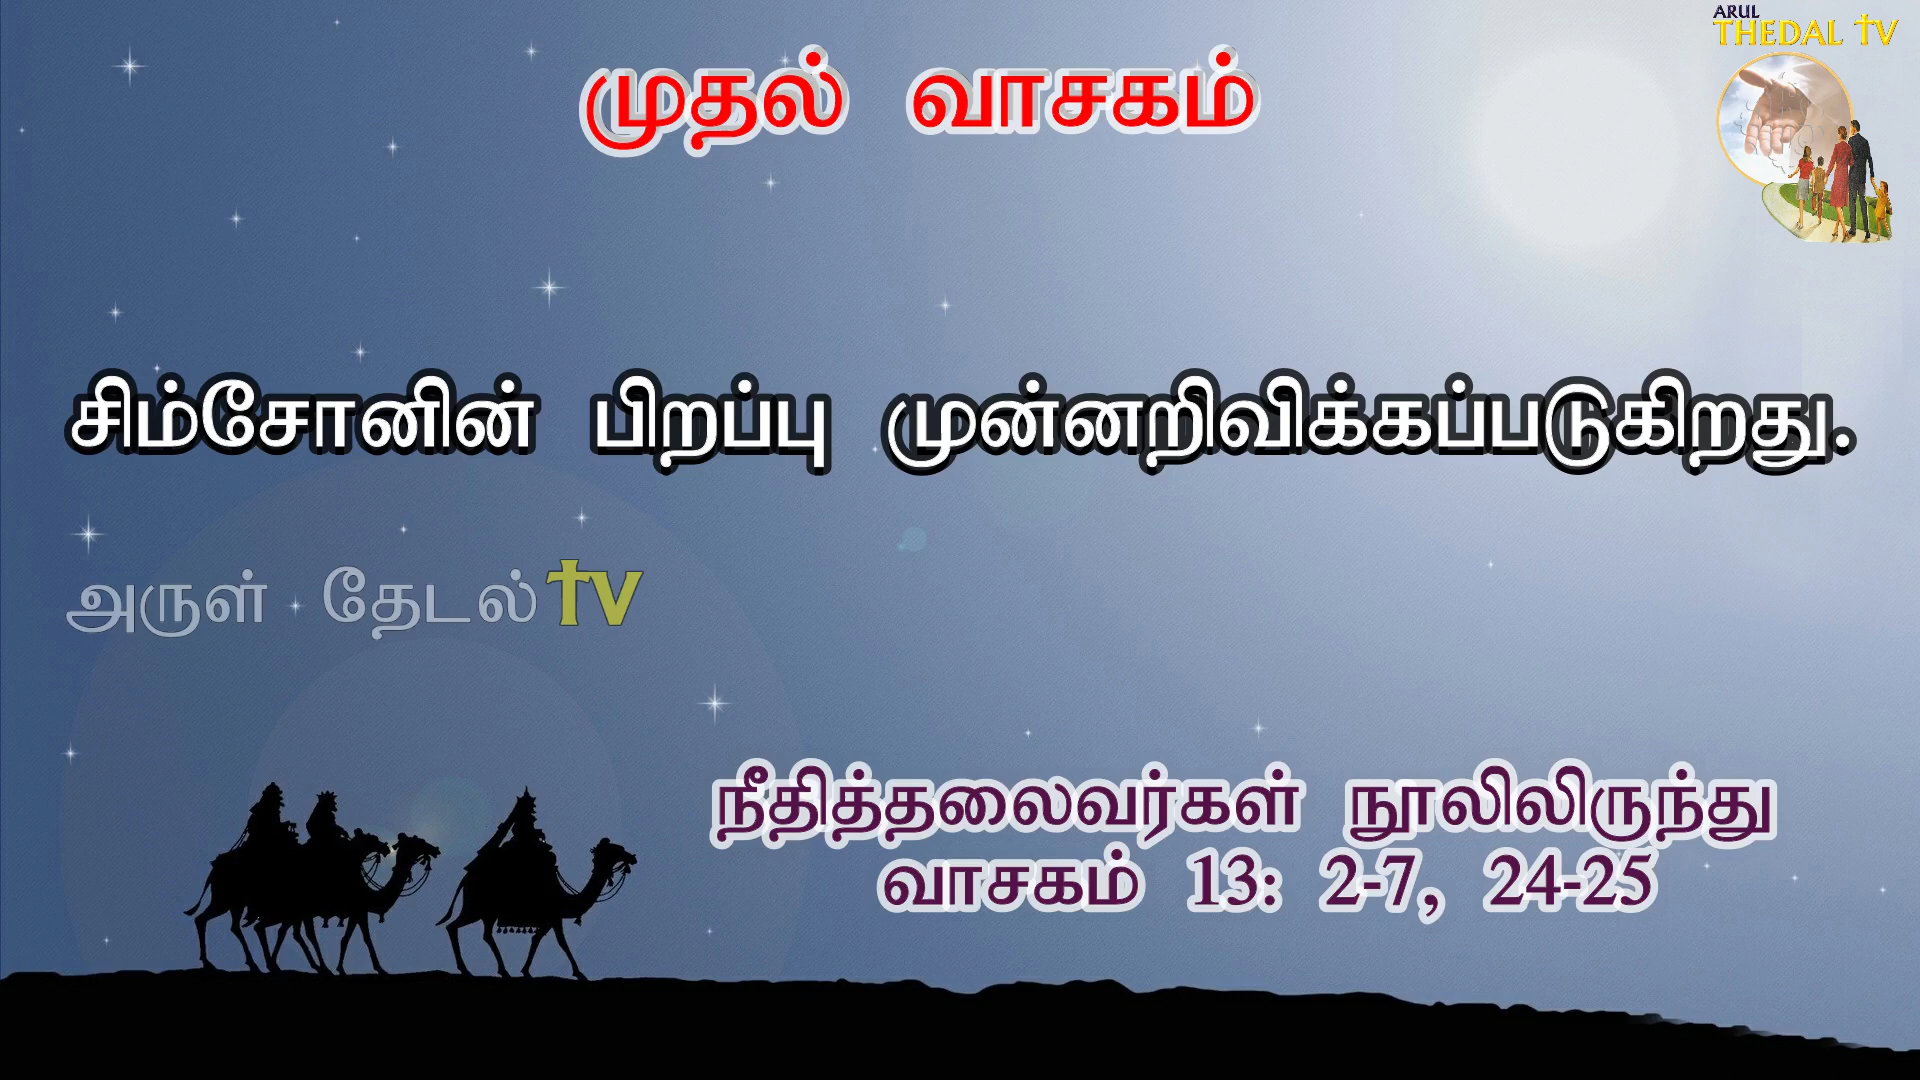 ARUL
THEDAL TV
முதல் வாசகம்
சிம்சோனின் பிறப்பு முன்னறிவிக்கப்படுகிறது.
அருள் தேடல் TV
நீதித்தலைவர்கள் நூலிலிருந்து
வாசகம் 13: 2-7, 24-25